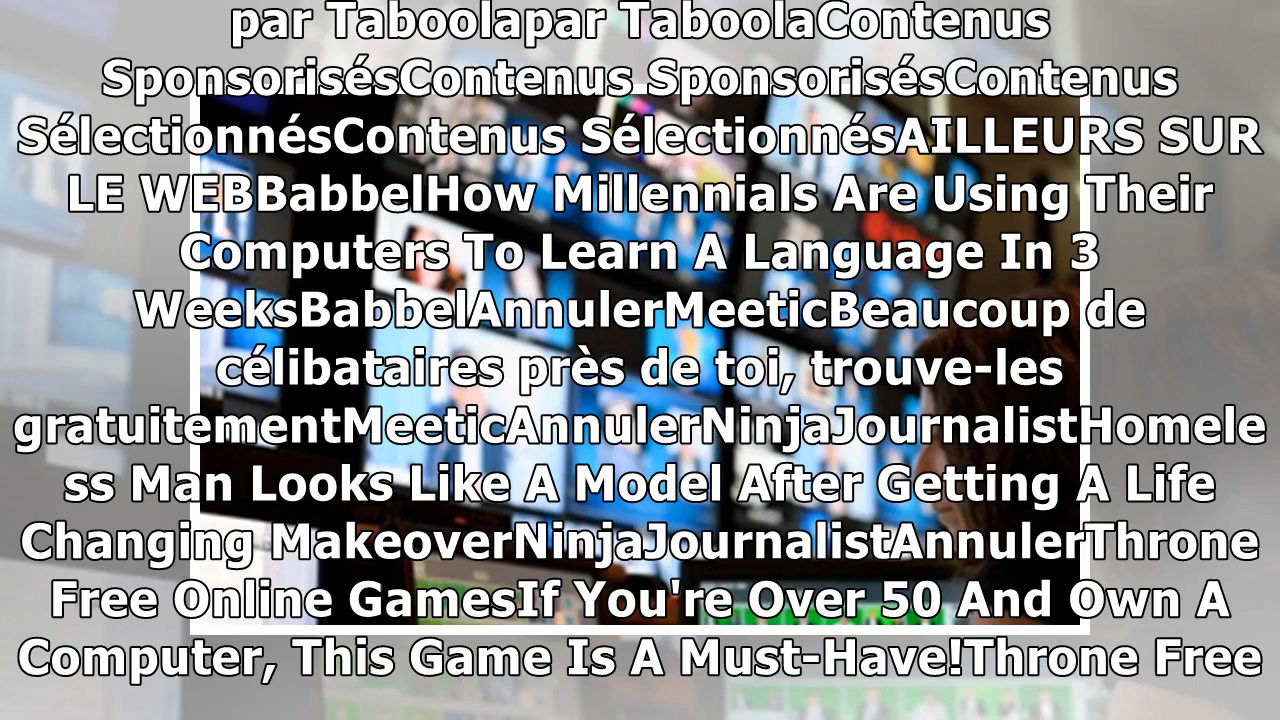 par Taboolapar TaboolaContenus
SponsorisésContenus SponsorisésContenus
SélectionnésContenus SélectionnésAILLEURS SUR
LE WEBBabbelHow Millennials Are Using Their
Computers To Learn A Language In 3
WeeksBabbelAnnulerMeeticBeaucoup de
célibataires près de toi, trouve-les
gratuitementMeeticAnnulerNinjaJournalistHomele
ss Man Looks Like A Model After Getting A Life
Changing MakeoverNinjaJournalistAnnulerThrone
Free Online GamesIf You're Over 50 And Own A
Computer, This Game Is A Must-Have!Throne Free